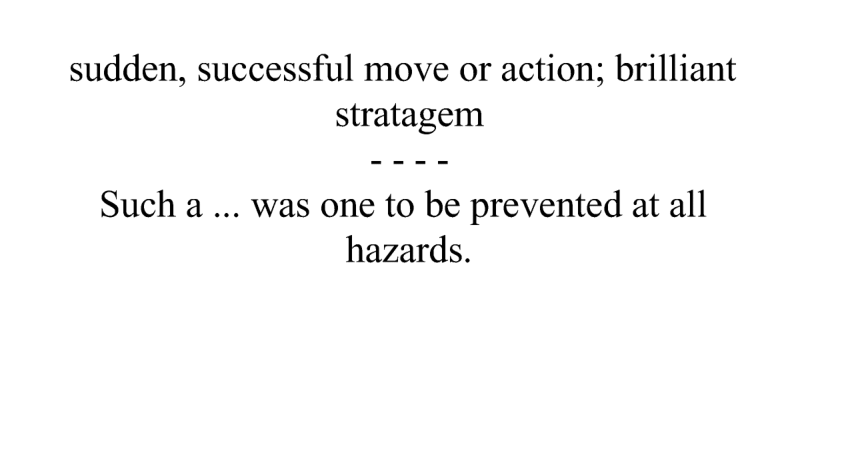 sudden, successful move or action; brilliant
stratagem
- - - -
Such a ... was one to be prevented at all
hazards.